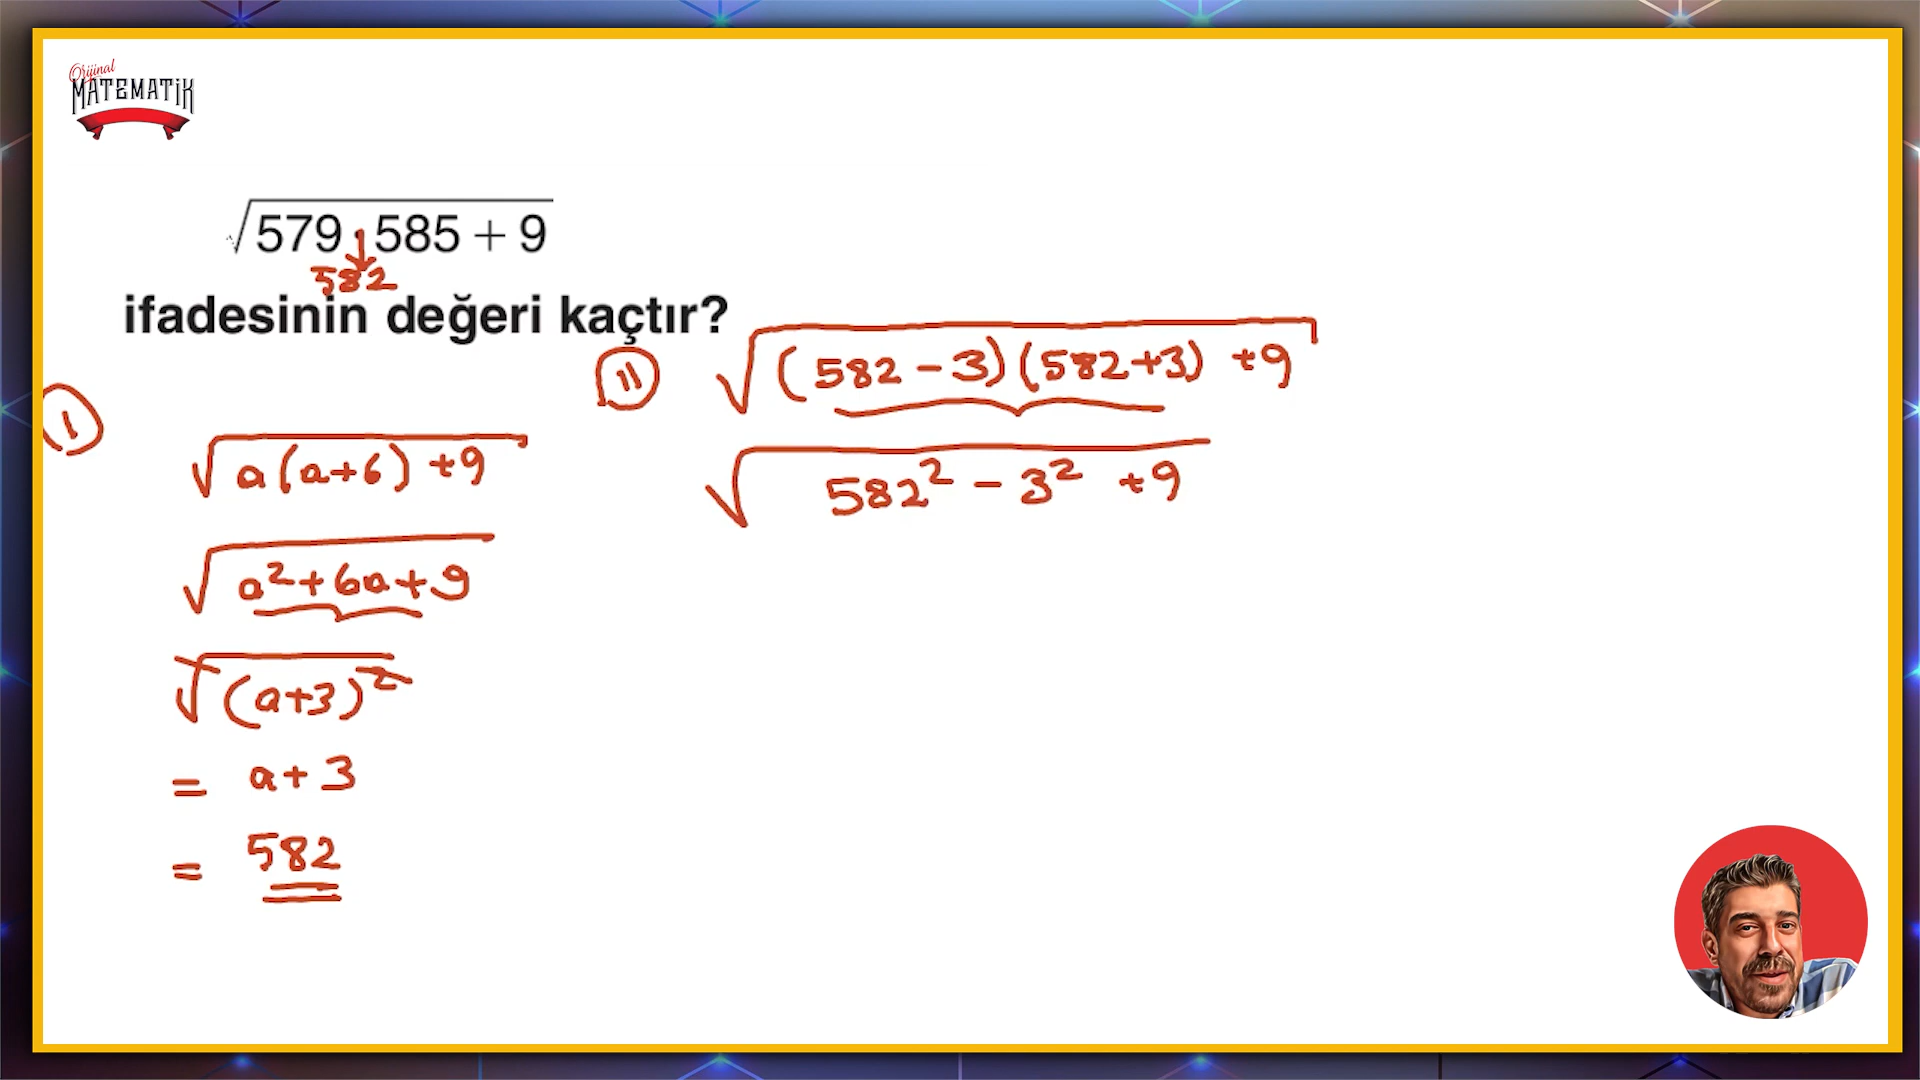 Orijinal
MATEMATİK
√579·585 + 9
582
ifadesinin değeri kaçtır?
I
√a(a+6) +9
√a²+6a+9
√(a+3)²
= a+3
= 582
II
√(582-3)(582+3) +9
√582² - 3² +9